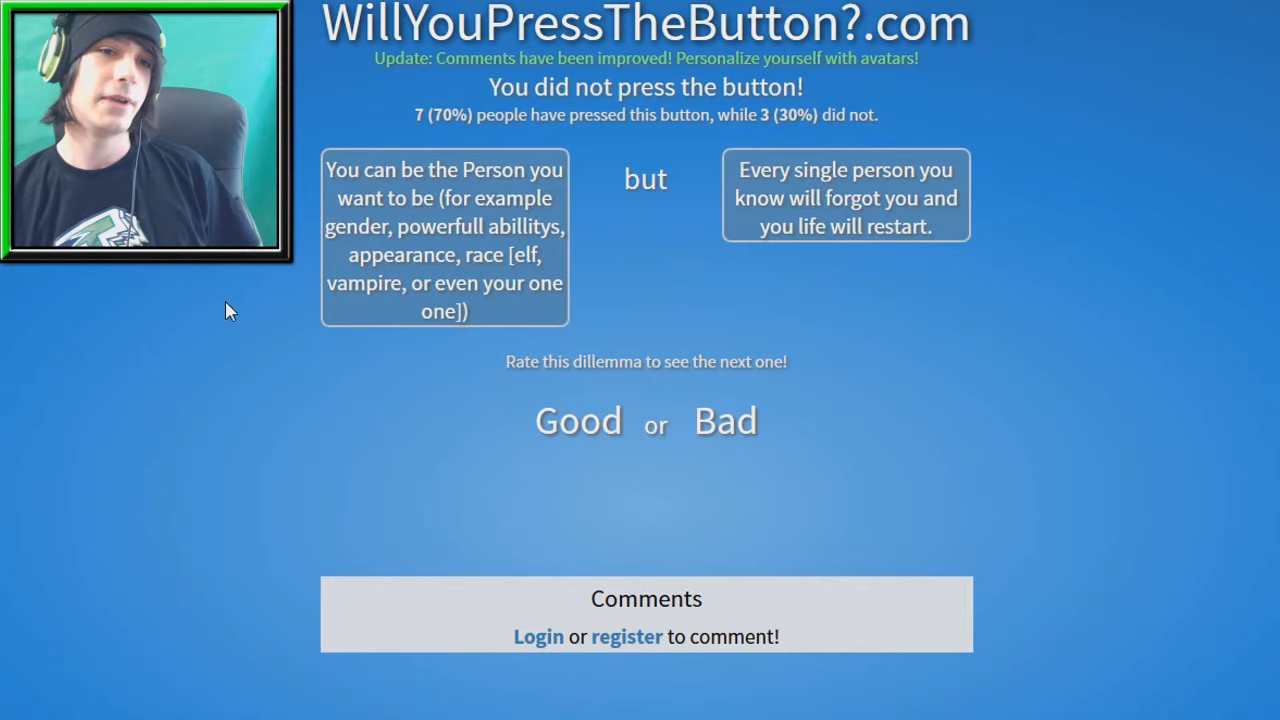 WillYouPressTheButton?.com
Update: Comments have been improved! Personalize yourself with avatars!
You did not press the button!
7 (70%) people have pressed this button, while 3 (30%) did not.
You can be the Person you
want to be (for example
gender, powerfull abillitys,
appearance, race [elf,
vampire, or even your one
one])
but
Every single person you
know will forgot you and
you life will restart.
Rate this dillemma to see the next one!
Good or Bad
Comments
Login or register to comment!